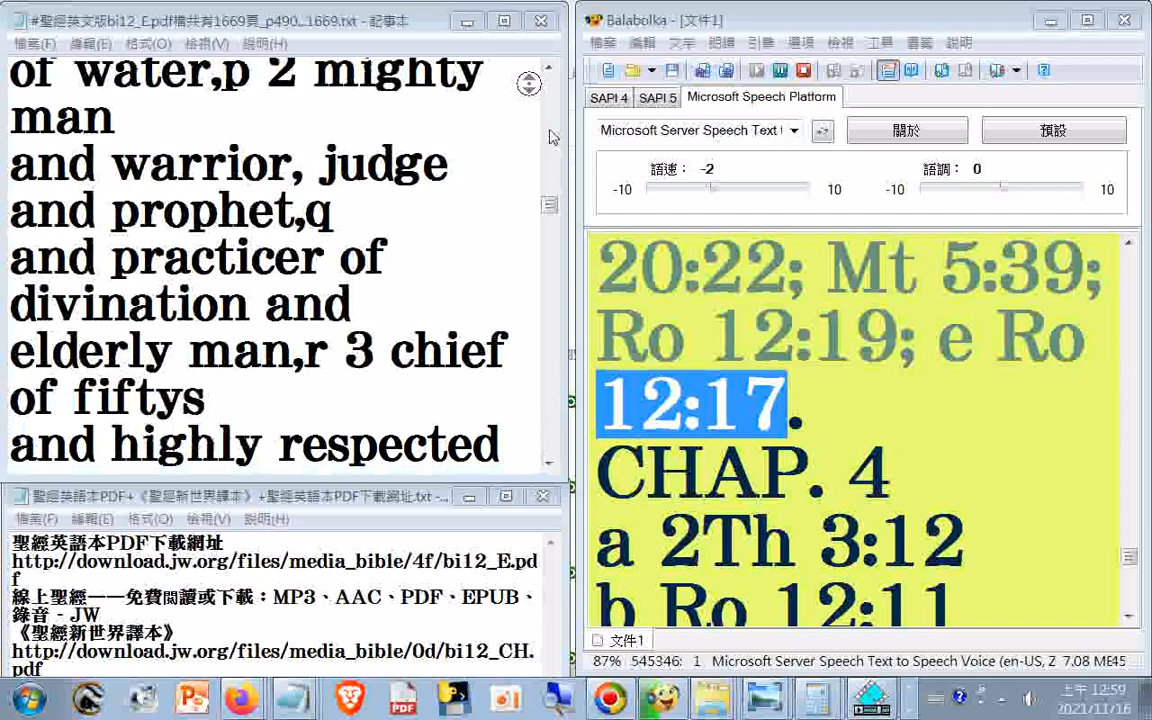 #聖經英文版bi12_E.pdf檔共有1669頁_p490...1669.txt - 記事本
檔案(F) 編輯(E) 格式(O) 檢視(V) 說明(H)
of water,p 2 mighty
man
and warrior, judge
and prophet,q
and practicer of
divination and
elderly man,r 3 chief
of fiftys
and highly respected
聖經英語本PDF+《聖經新世界譯本》+聖經英語本PDF下載網址.txt - ...
檔案(F) 編輯(E) 格式(O) 檢視(V) 說明(H)
聖經英語本PDF下載網址
http://download.jw.org/files/media_bible/4f/bi12_E.pd
f
線上聖經——免費閱讀或下載：MP3、AAC、PDF、EPUB、
錄音 - JW
《聖經新世界譯本》
http://download.jw.org/files/media_bible/0d/bi12_CH.
pdf
Balabolka - [文件1]
檔案 編輯 文字 朗讀 引擎 選項 檢視 工具 書籤 說明
SAPI 4 SAPI 5 Microsoft Speech Platform
Microsoft Server Speech Text 關於 預設
語速： -2 語調： 0
-10 10 -10 10
20:22; Mt 5:39;
Ro 12:19; e Ro
12:17.
CHAP. 4
a 2Th 3:12
b Ro 12:11
文件1
87% 545346: 1 Microsoft Server Speech Text to Speech Voice (en-US, Z 7.08 ME45
上午 12:59
2021/11/16